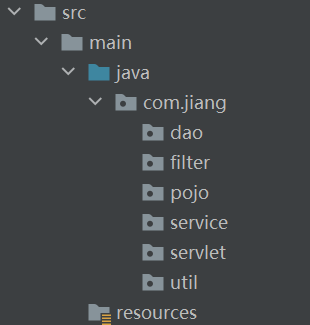 src
main
java
com.jiang
dao
filter
pojo
service
servlet
util
resources